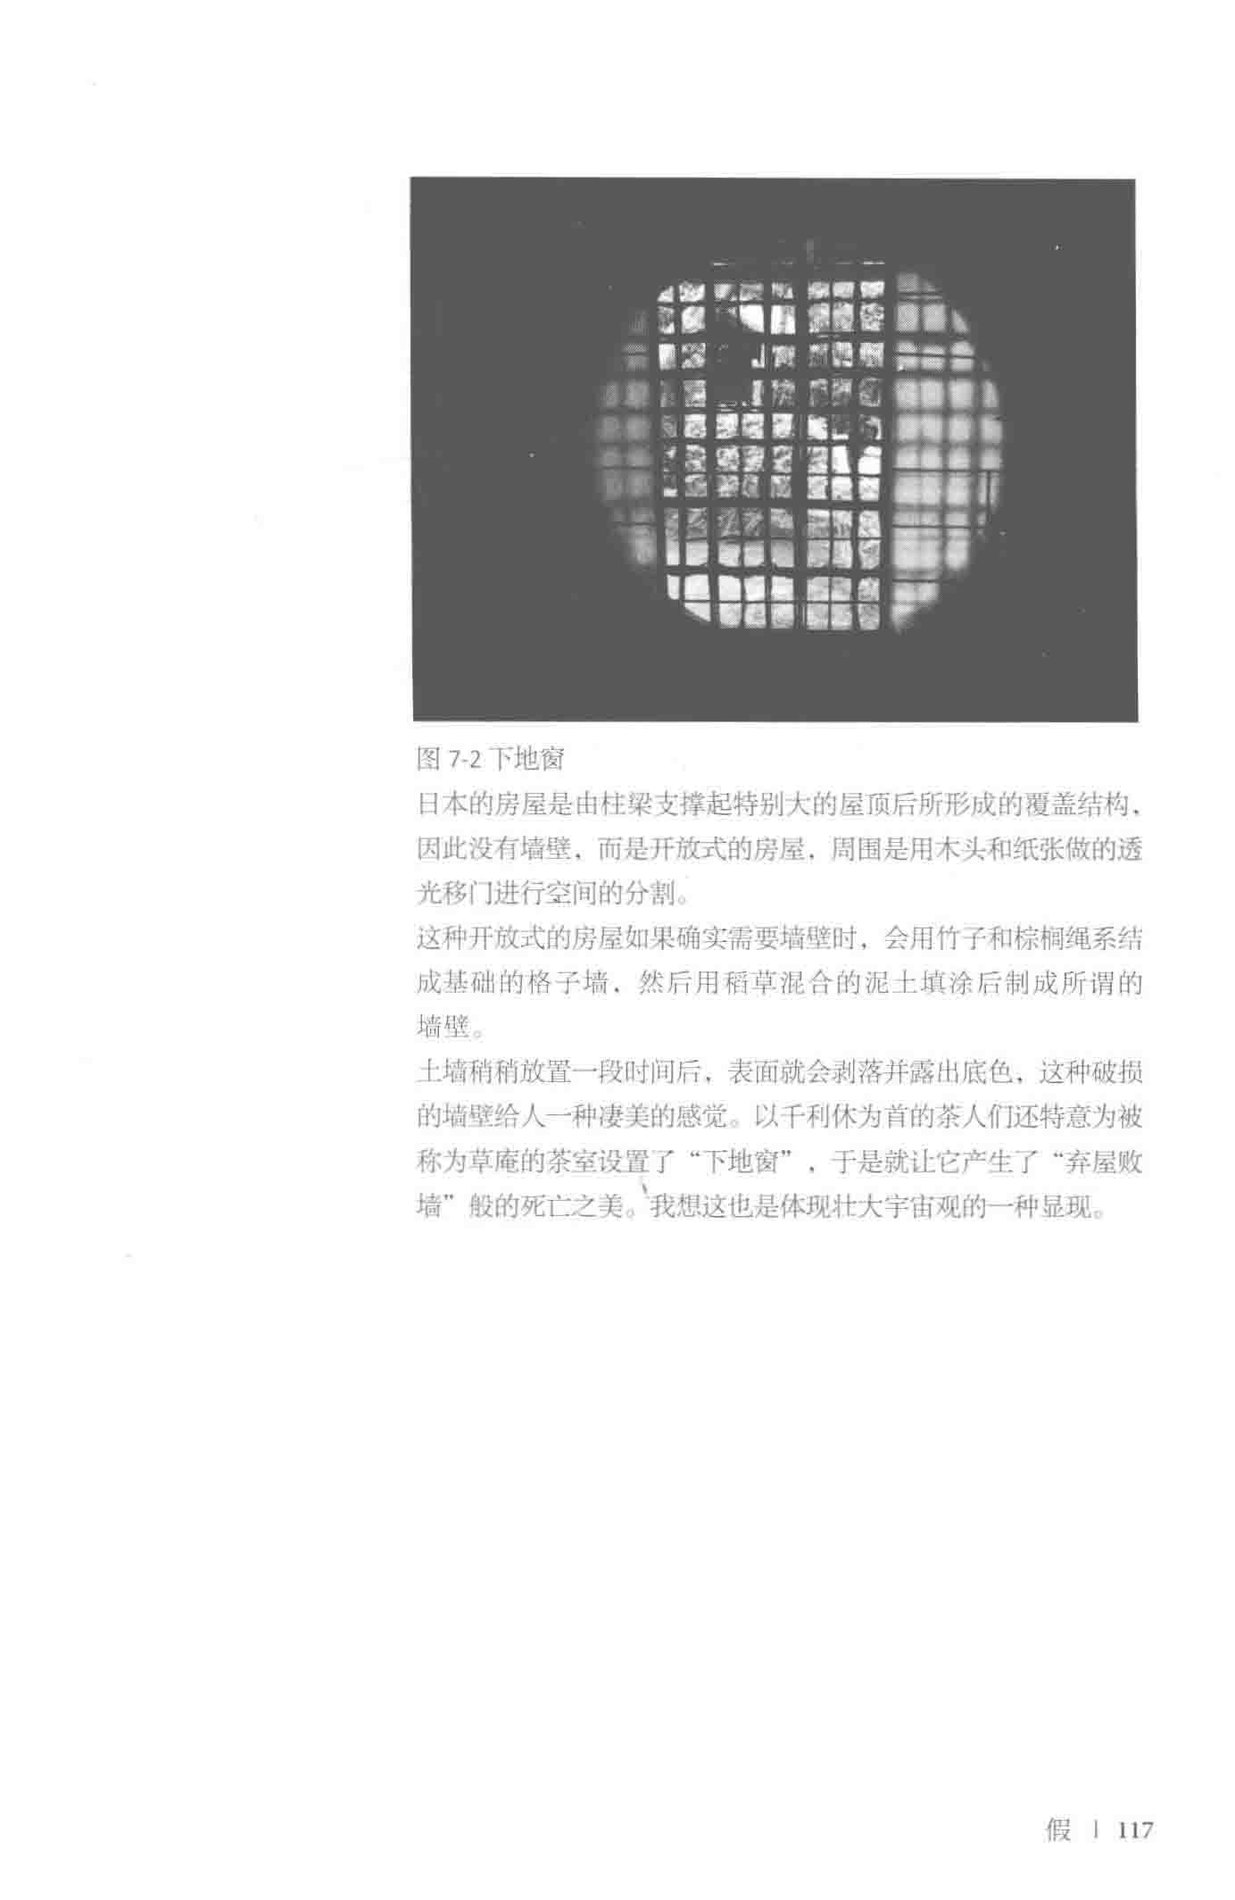 图 7-2 下地窗
日本的房屋是由柱梁支撑起特别大的屋顶后所形成的覆盖结构，
因此没有墙壁，而是开放式的房屋，周围是用木头和纸张做的透
光移门进行空间的分割。
这种开放式的房屋如果确实需要墙壁时，会用竹子和棕榈绳系结
成基础的格子墙，然后用稻草混合的泥土填涂后制成所谓的
墙壁。
土墙稍稍放置一段时间后，表面就会剥落并露出底色，这种破损
的墙壁给人一种凄美的感觉。以千利休为首的茶人们还特意为被
称为草庵的茶室设置了“下地窗”，于是就让它产生了“弃屋败
墙”般的死亡之美。我想这也是体现壮大宇宙观的一种显现。
假 | 117